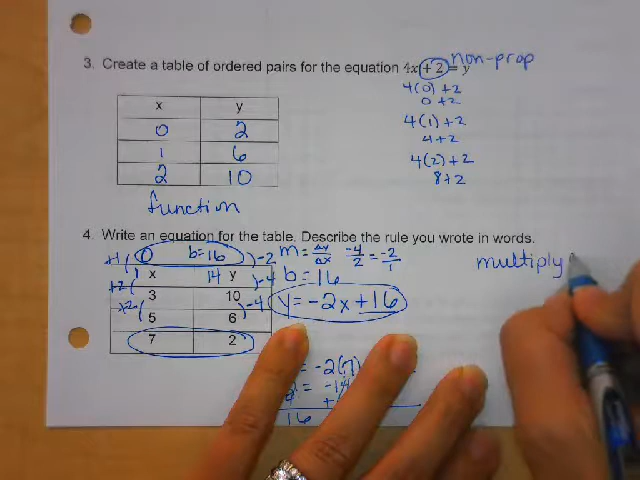 3. Create a table of ordered pairs for the equation 4x + 2 = y
non-prop
4(0)+2
0+2
4(1)+2
4+2
4(2)+2
8+2
x y
0 2
1 6
2 10
function
4. Write an equation for the table. Describe the rule you wrote in words.
0 b=16
+1( )-2
x y
1 14
+2( )-4
3 10
+2( )-4
5 6
7 2
m = Δy/Δx -4/2 = -2/1
b = 16
y = -2x + 16
multiply
= -2(7)
= -14
+
16